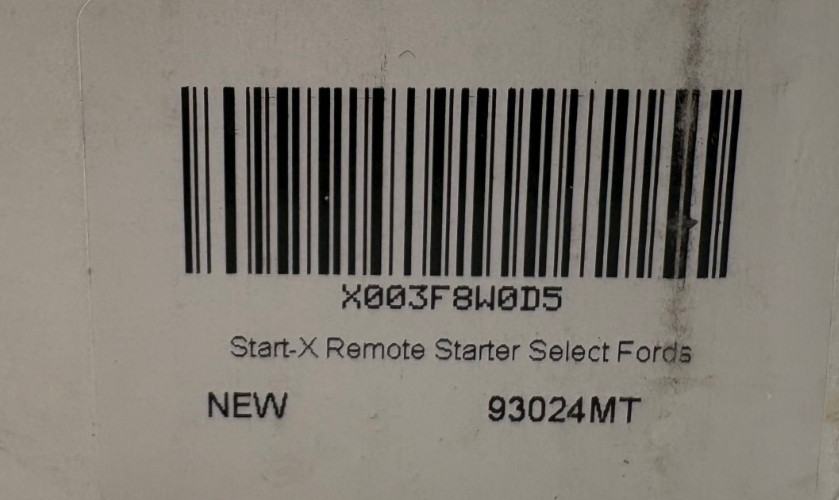 X003F8W0D5
Start-X Remote Starter Select Fords
NEW 93024MT